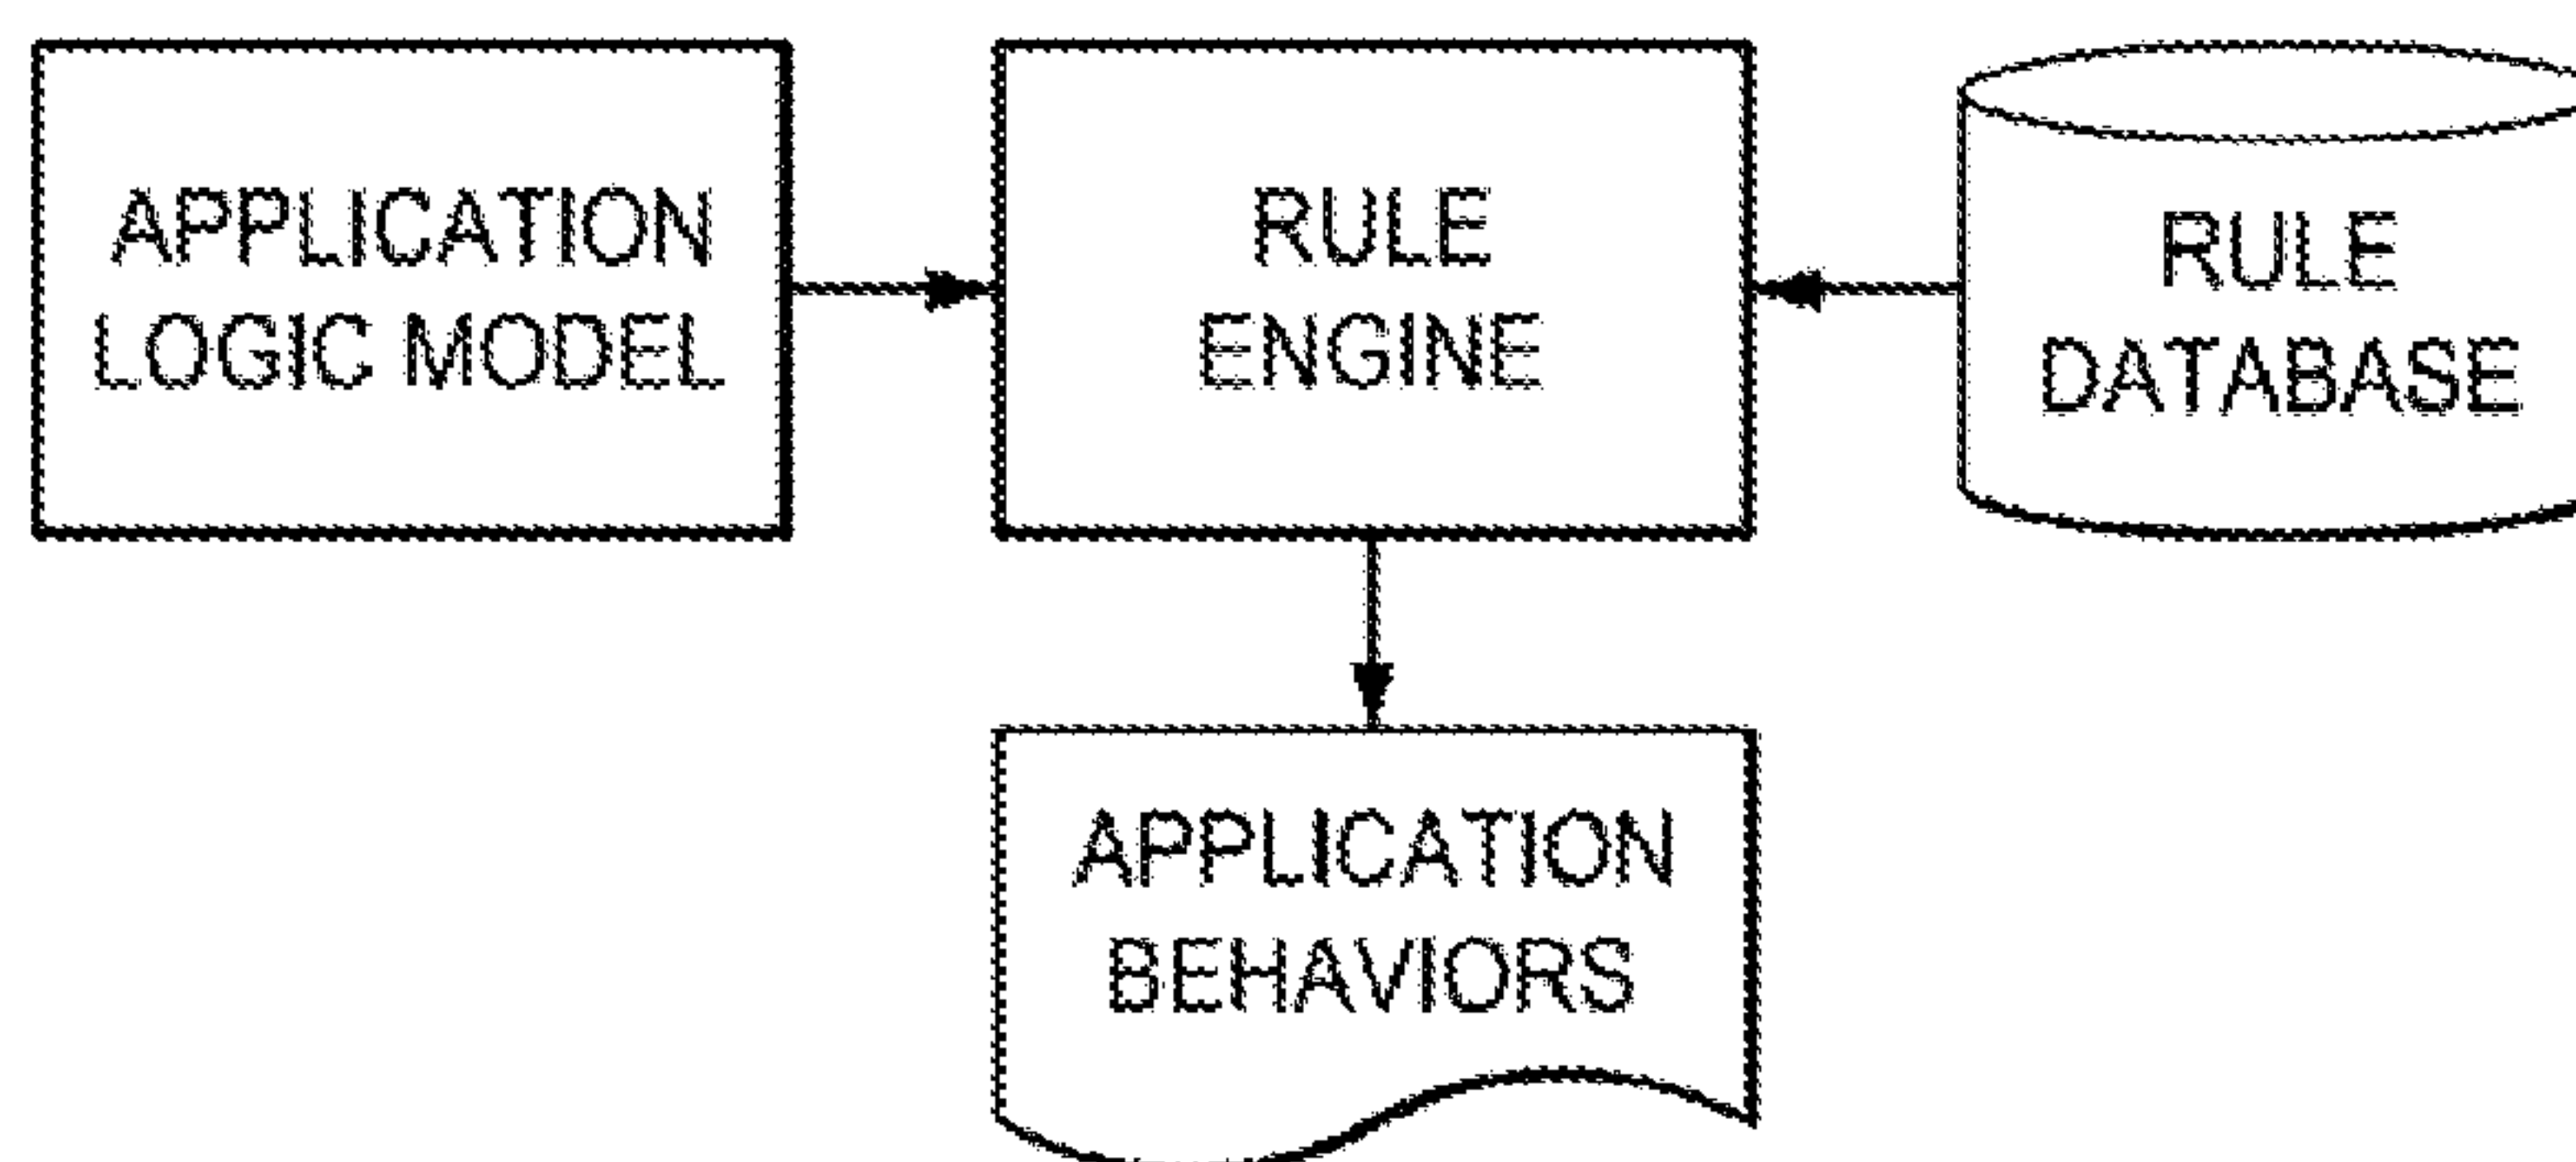 APPLICATION
LOGIC MODEL
RULE
ENGINE
RULE
DATABASE
APPLICATION
BEHAVIORS